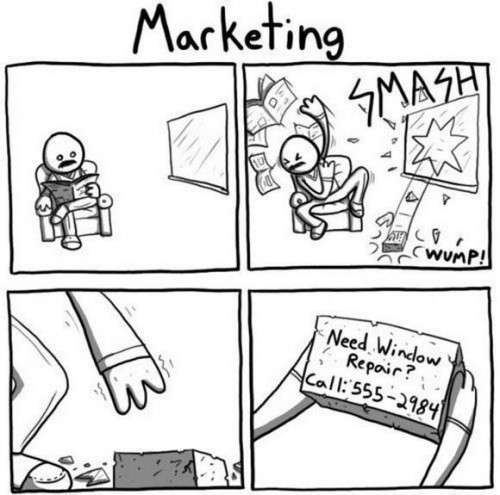 Marketing
SMASH
WUMP!
Need Window
Repair?
Call: 555-2984